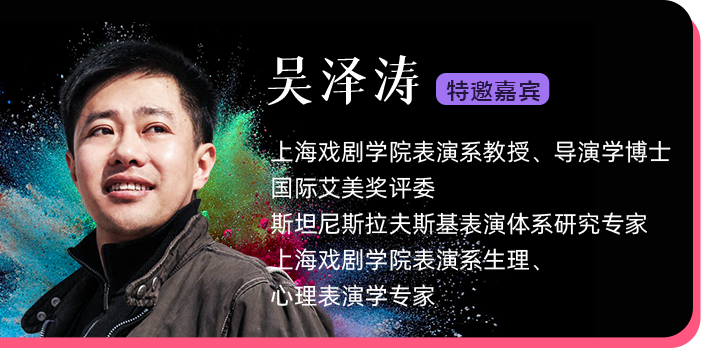 吴泽涛 特邀嘉宾
上海戏剧学院表演系教授、导演学博士
国际艾美奖评委
斯坦尼斯拉夫斯基表演体系研究专家
上海戏剧学院表演系生理、
心理表演学专家